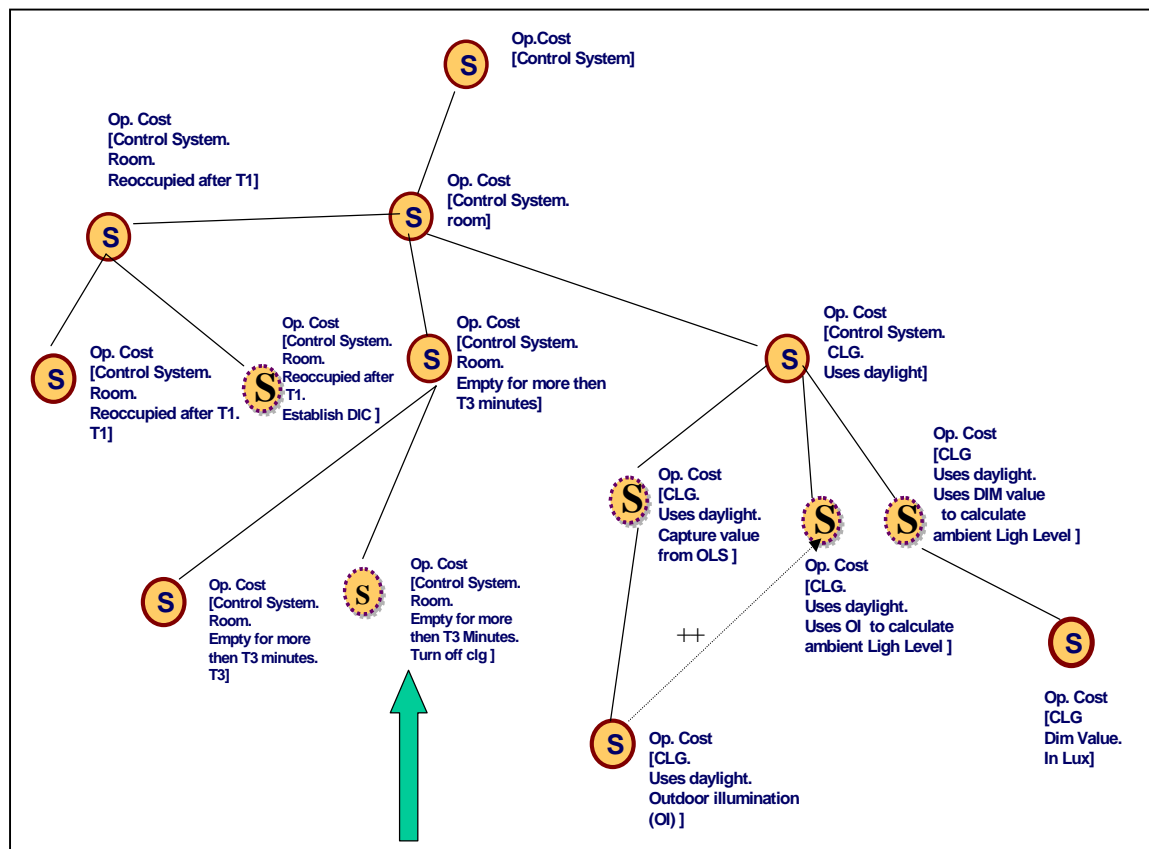 Op.Cost
[Control System]
S
Op. Cost
[Control System.
Room.
Reoccupied after T1]
Op. Cost
[Control System.
room]
S
S
Op. Cost
[Control System.
Room.
Reoccupied after T1.
T1]
S
Op. Cost
[Control System.
Room.
Reoccupied after
T1.
Establish DIC ]
S
Op. Cost
[Control System.
Room.
Empty for more then
T3 minutes]
S
Op. Cost
[Control System.
CLG.
Uses daylight]
S
Op. Cost
[CLG.
Uses daylight.
Capture value
from OLS ]
S
S
Op. Cost
[CLG.
Uses daylight.
Uses OI to calculate
ambient Ligh Level ]
Op. Cost
[CLG
Uses daylight.
Uses DIM value
to calculate
ambient Ligh Level ]
S
S
Op. Cost
[Control System.
Room.
Empty for more
then T3 minutes.
T3]
S
Op. Cost
[Control System.
Room.
Empty for more
then T3 Minutes.
Turn off clg ]
++
S
Op. Cost
[CLG
Dim Value.
In Lux]
S
Op. Cost
[CLG.
Uses daylight.
Outdoor illumination
(OI) ]